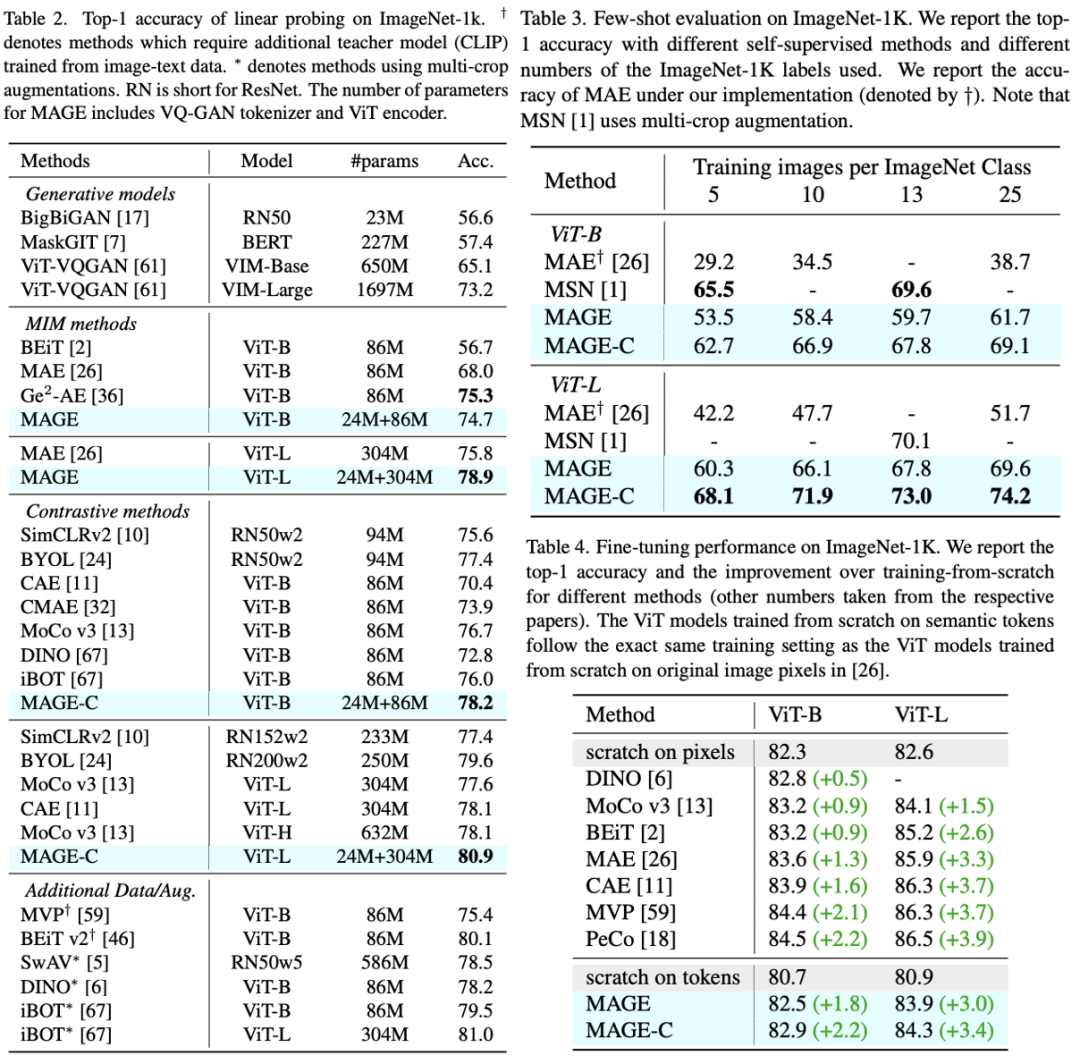 Table 2. Top-1 accuracy of linear probing on ImageNet-1k. †
denotes methods which require additional teacher model (CLIP)
trained from image-text data. * denotes methods using multi-crop
augmentations. RN is short for ResNet. The number of parameters
for MAGE includes VQ-GAN tokenizer and ViT encoder.
Methods Model #params Acc.
Generative models
BigBiGAN [17] RN50 23M 56.6
MaskGIT [7] BERT 227M 57.4
ViT-VQGAN [61] VIM-Base 650M 65.1
ViT-VQGAN [61] VIM-Large 1697M 73.2
MIM methods
BEiT [2] ViT-B 86M 56.7
MAE [26] ViT-B 86M 68.0
Ge²-AE [36] ViT-B 86M 75.3
MAGE ViT-B 24M+86M 74.7
MAE [26] ViT-L 304M 75.8
MAGE ViT-L 24M+304M 78.9
Contrastive methods
SimCLRv2 [10] RN50w2 94M 75.6
BYOL [24] RN50w2 94M 77.4
CAE [11] ViT-B 86M 70.4
CMAE [32] ViT-B 86M 73.9
MoCo v3 [13] ViT-B 86M 76.7
DINO [67] ViT-B 86M 72.8
iBOT [67] ViT-B 86M 76.0
MAGE-C ViT-B 24M+86M 78.2
SimCLRv2 [10] RN152w2 233M 77.4
BYOL [24] RN200w2 250M 79.6
MoCo v3 [13] ViT-L 304M 77.6
CAE [11] ViT-L 304M 78.1
MoCo v3 [13] ViT-H 632M 78.1
MAGE-C ViT-L 24M+304M 80.9
Additional Data/Aug.
MVP† [59] ViT-B 86M 75.4
BEiT v2† [46] ViT-B 86M 80.1
SwAV* [5] RN50w5 586M 78.5
DINO* [6] ViT-B 86M 78.2
iBOT* [67] ViT-B 86M 79.5
iBOT* [67] ViT-L 304M 81.0
Table 3. Few-shot evaluation on ImageNet-1K. We report the top-
1 accuracy with different self-supervised methods and different
numbers of the ImageNet-1K labels used. We report the accu-
racy of MAE under our implementation (denoted by †). Note that
MSN [1] uses multi-crop augmentation.
Method Training images per ImageNet Class
5 10 13 25
ViT-B
MAE† [26] 29.2 34.5 - 38.7
MSN [1] 65.5 - 69.6 -
MAGE 53.5 58.4 59.7 61.7
MAGE-C 62.7 66.9 67.8 69.1
ViT-L
MAE† [26] 42.2 47.7 - 51.7
MSN [1] - - 70.1 -
MAGE 60.3 66.1 67.8 69.6
MAGE-C 68.1 71.9 73.0 74.2
Table 4. Fine-tuning performance on ImageNet-1K. We report the
top-1 accuracy and the improvement over training-from-scratch
for different methods (other numbers taken from the respective
papers). The ViT models trained from scratch on semantic tokens
follow the exact same training setting as the ViT models trained
from scratch on original image pixels in [26].
Method ViT-B ViT-L
scratch on pixels 82.3 82.6
DINO [6] 82.8 (+0.5) -
MoCo v3 [13] 83.2 (+0.9) 84.1 (+1.5)
BEiT [2] 83.2 (+0.9) 85.2 (+2.6)
MAE [26] 83.6 (+1.3) 85.9 (+3.3)
CAE [11] 83.9 (+1.6) 86.3 (+3.7)
MVP [59] 84.4 (+2.1) 86.3 (+3.7)
PeCo [18] 84.5 (+2.2) 86.5 (+3.9)
scratch on tokens 80.7 80.9
MAGE 82.5 (+1.8) 83.9 (+3.0)
MAGE-C 82.9 (+2.2) 84.3 (+3.4)